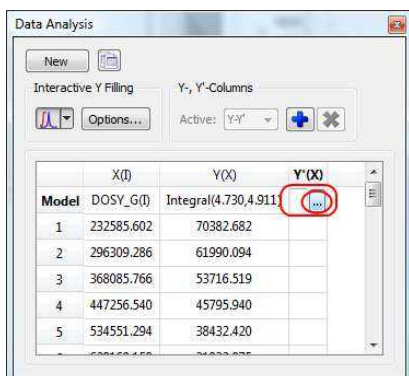 Data Analysis
New
Interactive Y Filling
Y-, Y'-Columns
Options...
Active: Y-Y'
X(I) Y(X) Y'(X)
Model DOSY_G(I) Integral(4.730,4.911) ...
1 232585.602 70382.682
2 296309.286 61990.094
3 368085.766 53716.519
4 447256.540 45795.940
5 534551.294 38432.420